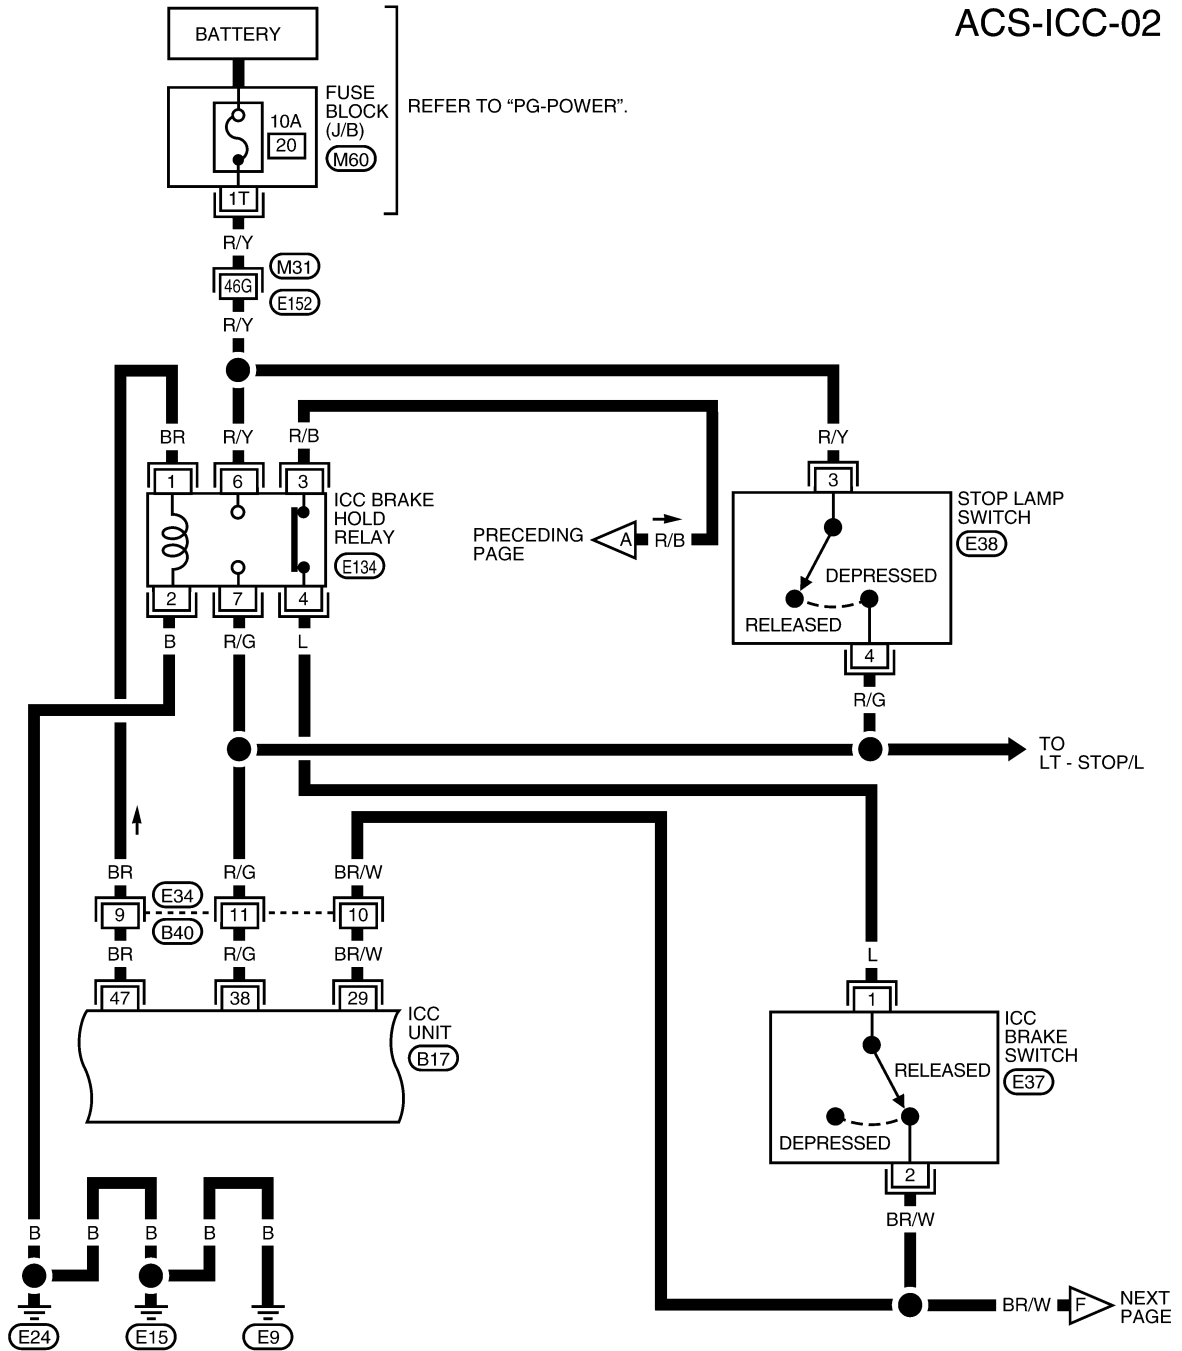 ACS-ICC-02
BATTERY
FUSE
BLOCK
(J/B)
M60
10A
20
REFER TO “PG-POWER”.
1T
R/Y
M31
46G
E152
R/Y
BR
R/Y
R/B
R/Y
1
6
3
3
ICC BRAKE
HOLD
RELAY
E134
STOP LAMP
SWITCH
E38
PRECEDING
PAGE
A
R/B
DEPRESSED
RELEASED
2
7
4
4
B
R/G
L
R/G
TO
LT - STOP/L
BR
R/G
BR/W
E34
9
11
10
B40
BR
R/G
BR/W
L
47
38
29
1
ICC
UNIT
B17
ICC
BRAKE
SWITCH
E37
RELEASED
DEPRESSED
2
BR/W
B
B
B
B
B
BR/W
F
NEXT
PAGE
E24
E15
E9